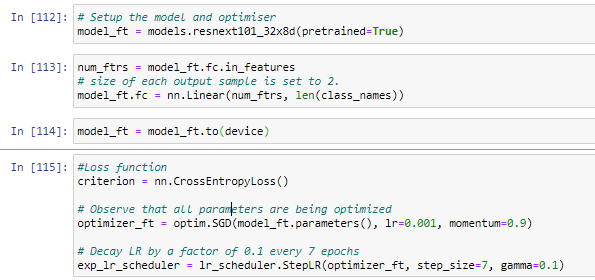 In [112]: # Setup the model and optimiser
model_ft = models.resnext101_32x8d(pretrained=True)
In [113]: num_ftrs = model_ft.fc.in_features
# size of each output sample is set to 2.
model_ft.fc = nn.Linear(num_ftrs, len(class_names))
In [114]: model_ft = model_ft.to(device)
In [115]: #Loss function
criterion = nn.CrossEntropyLoss()
# Observe that all parameters are being optimized
optimizer_ft = optim.SGD(model_ft.parameters(), lr=0.001, momentum=0.9)
# Decay LR by a factor of 0.1 every 7 epochs
exp_lr_scheduler = lr_scheduler.StepLR(optimizer_ft, step_size=7, gamma=0.1)